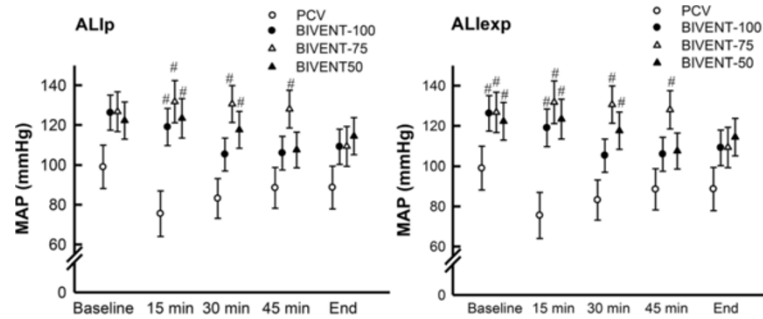 ALIp
PCV
BIVENT-100
BIVENT-75
BIVENT50
MAP (mmHg)
140
120
100
80
60
0
# # #
# #
#
Baseline 15 min 30 min 45 min End
ALIexp
PCV
BIVENT-100
BIVENT-75
BIVENT-50
MAP (mmHg)
140
120
100
80
60
0
# # #
# # #
# #
#
Baseline 15 min 30 min 45 min End